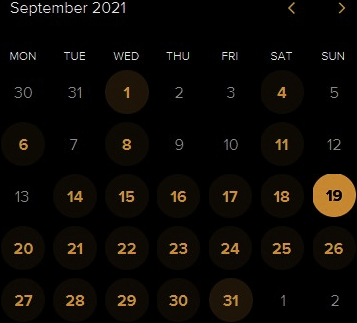 September 2021
MON TUE WED THU FRI SAT SUN
30 31 1 2 3 4 5
6 7 8 9 10 11 12
13 14 15 16 17 18 19
20 21 22 23 24 25 26
27 28 29 30 31 1 2